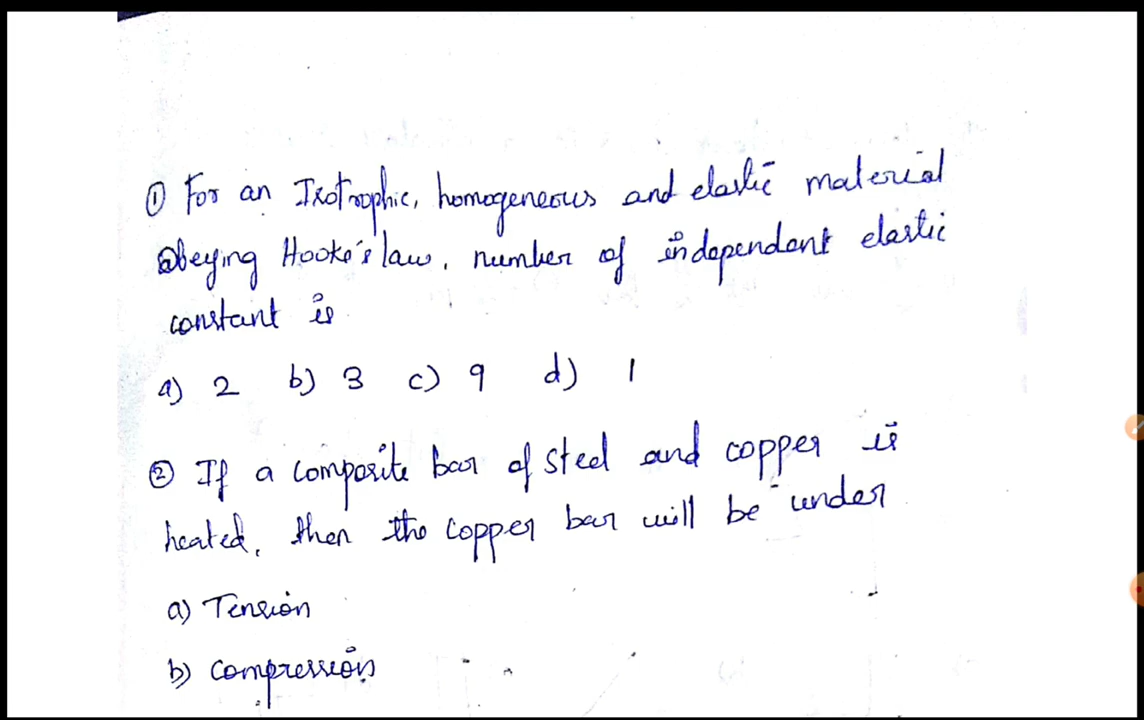 ① For an Isotrophic, homogeneous and elastic material
obeying Hooke's law, number of independent elastic
constant is
a) 2 b) 3 c) 9 d) 1
② If a composite bar of steel and copper is
heated, then the copper bar will be under
a) Tension
b) compression